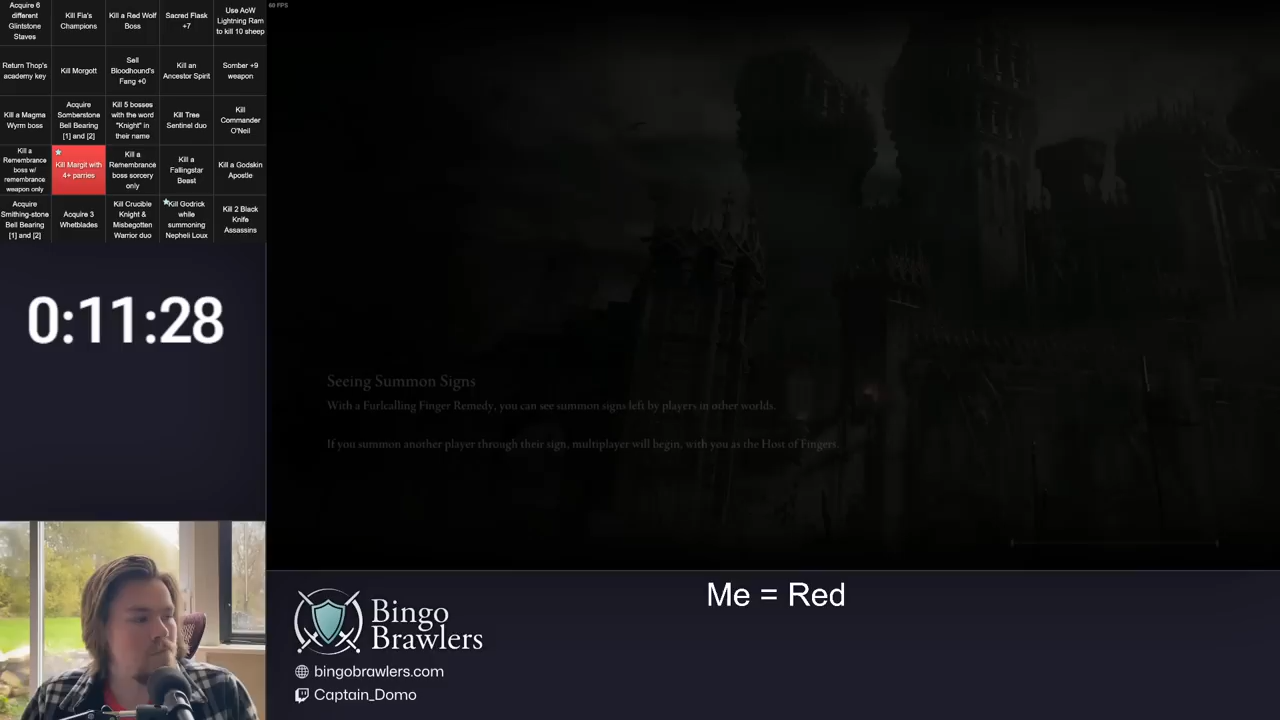 60 FPS
Acquire 6
different
Glintstone
Staves
Kill Fia's
Champions
Kill a Red Wolf
Boss
Sacred Flask
+7
Use AoW
Lightning Ram
to kill 10 sheep
Return Thop's
academy key
Kill Morgott
Sell
Bloodhound's
Fang +0
Kill an
Ancestor Spirit
Somber +9
weapon
Kill a Magma
Wyrm boss
Acquire
Somberstone
Bell Bearing
[1] and [2]
Kill 5 bosses
with the word
"Knight" in
their name
Kill Tree
Sentinel duo
Kill
Commander
O'Neil
Kill a
Remembrance
boss w/
remembrance
weapon only
Kill Margit with
4+ parries
Kill a
Remembrance
boss sorcery
only
Kill a
Fallingstar
Beast
Kill a Godskin
Apostle
Acquire
Smithing-stone
Bell Bearing
[1] and [2]
Acquire 3
Whetblades
Kill Crucible
Knight &
Misbegotten
Warrior duo
Kill Godrick
while
summoning
Nepheli Loux
Kill 2 Black
Knife
Assassins
0:11:28
Seeing Summon Signs
With a Furlcalling Finger Remedy, you can see summon signs left by players in other worlds.
If you summon another player through their sign, multiplayer will begin, with you as the Host of Fingers.
Me = Red
Bingo
Brawlers
bingobrawlers.com
Captain_Domo